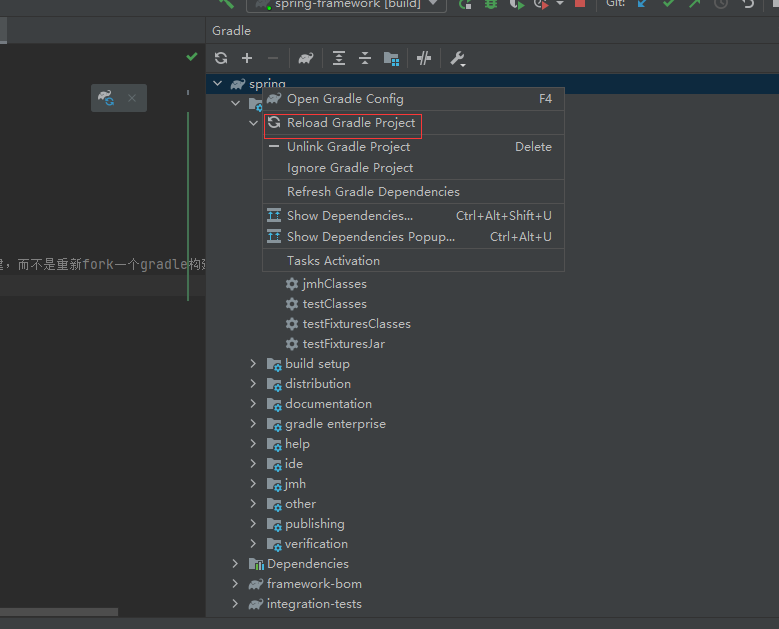 spring-framework [build]
Git:
Gradle
spring
Open Gradle Config F4
Reload Gradle Project
Unlink Gradle Project Delete
Ignore Gradle Project
Refresh Gradle Dependencies
Show Dependencies... Ctrl+Alt+Shift+U
Show Dependencies Popup... Ctrl+Alt+U
，而不是重新fork一个gradle构
Tasks Activation
jmhClasses
testClasses
testFixturesClasses
testFixturesJar
build setup
distribution
documentation
gradle enterprise
help
ide
jmh
other
publishing
verification
Dependencies
framework-bom
integration-tests